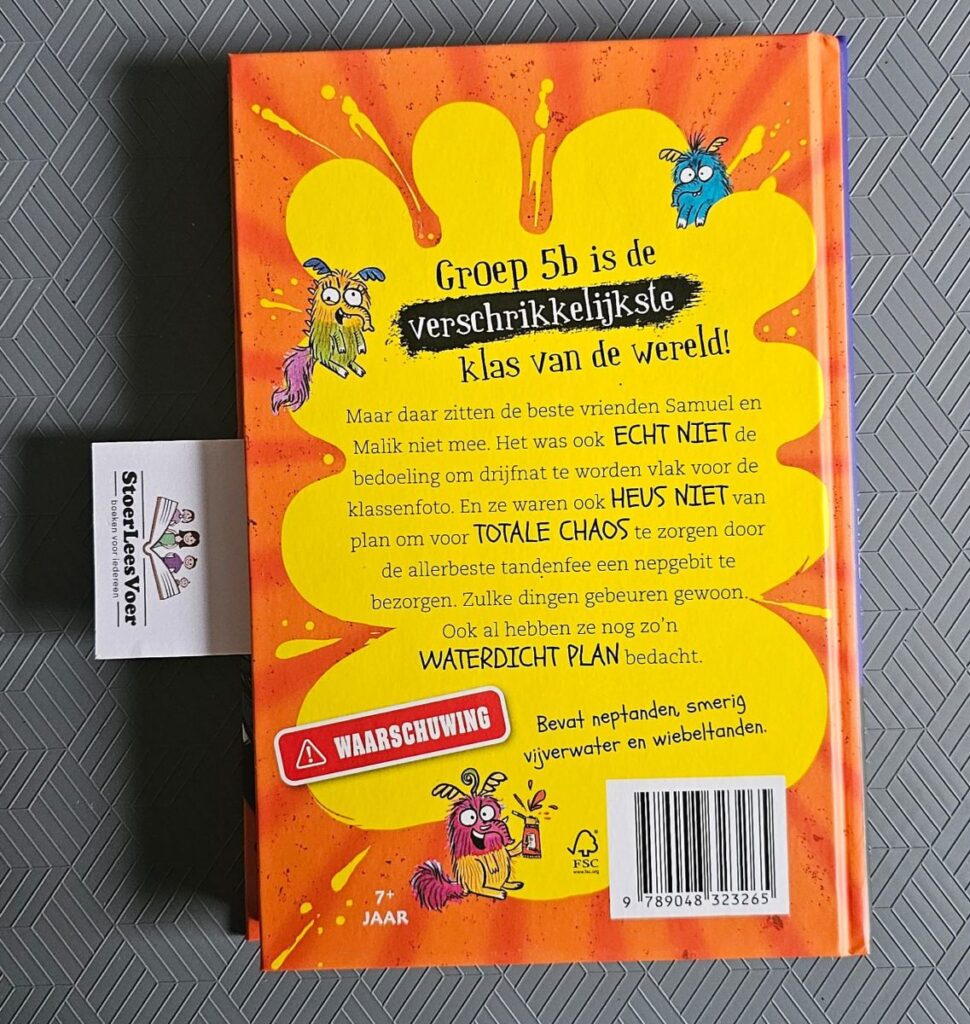 Groep 5b is de
verschrikkelijkste
klas van de wereld!
Maar daar zitten de beste vrienden Samuel en
Malik niet mee. Het was ook ECHT NIET de
bedoeling om drijfnat te worden vlak voor de
klassenfoto. En ze waren ook HEUS NIET van
plan om voor TOTALE CHAOS te zorgen door
de allerbeste tandenfee een nepgebit te
bezorgen. Zulke dingen gebeuren gewoon.
Ook al hebben ze nog zo'n
WATERDICHT PLAN bedacht.
WAARSCHUWING
Bevat neptanden, smerig
vijverwater en wiebeltanden.
7+
JAAR
FSC
www.fsc.org
9 789048 323265
StoerLeesVoer
boeken voor iedereen